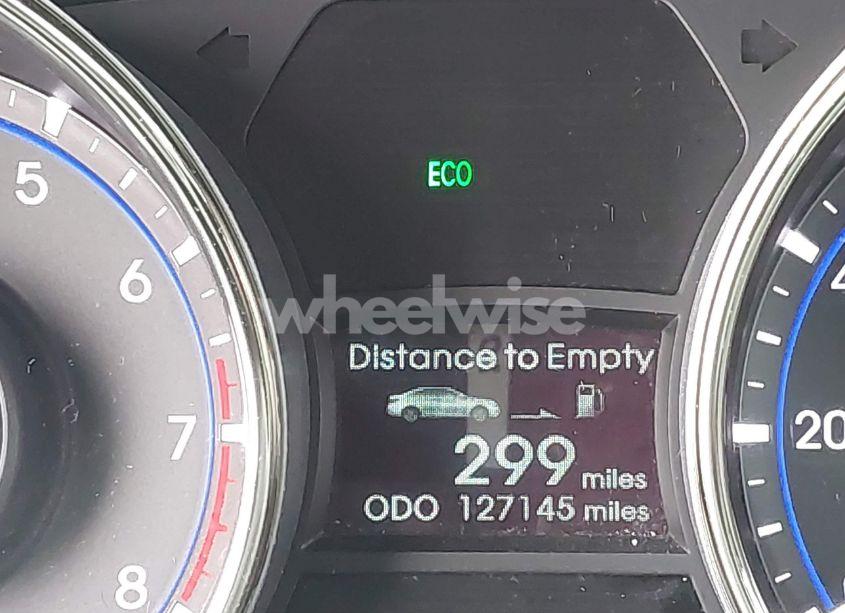 ECO
5
6
7
8
wheelwise
Distance to Empty
299 miles
ODO 127145 miles
20